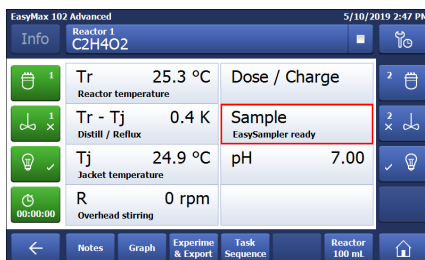 EasyMax 102 Advanced 5/10/2019 2:47 PM
Info
Reactor 1
C2H4O2
1
Tr 25.3 °C
Reactor temperature
Dose / Charge
2
1
Tr - Tj 0.4 K
Distill / Reflux
Sample
EasySampler ready
2
Tj 24.9 °C
Jacket temperature
pH 7.00
00:00:00
R 0 rpm
Overhead stirring
Notes
Graph
Experime
& Export
Task
Sequence
Reactor
100 mL